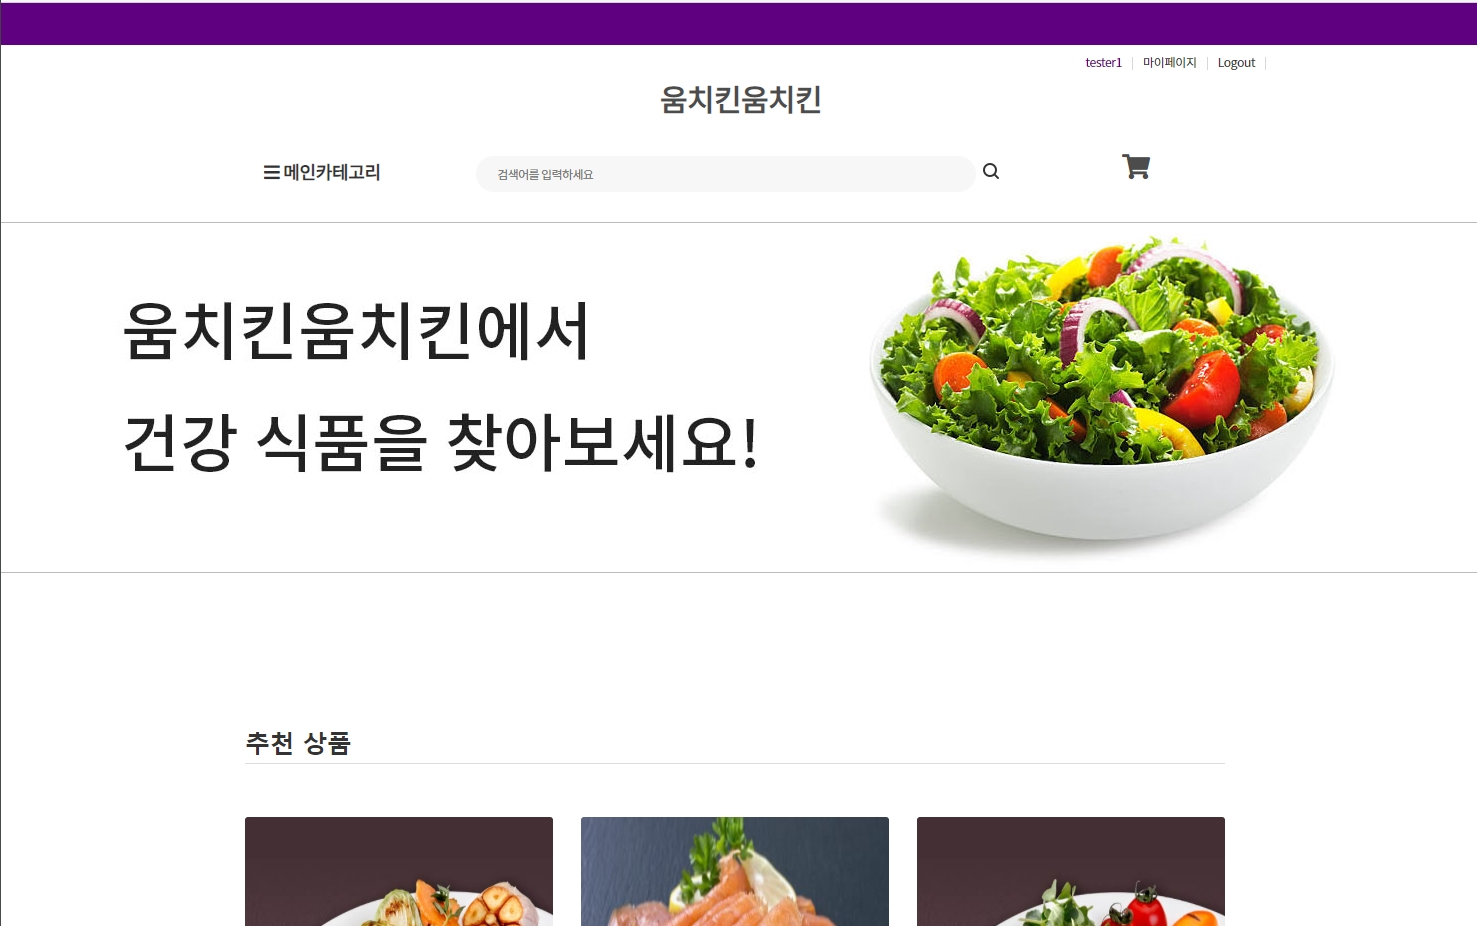 tester1 마이페이지 Logout
움치킨움치킨
메인카테고리 검색어를 입력하세요
움치킨움치킨에서
건강 식품을 찾아보세요!
추천 상품